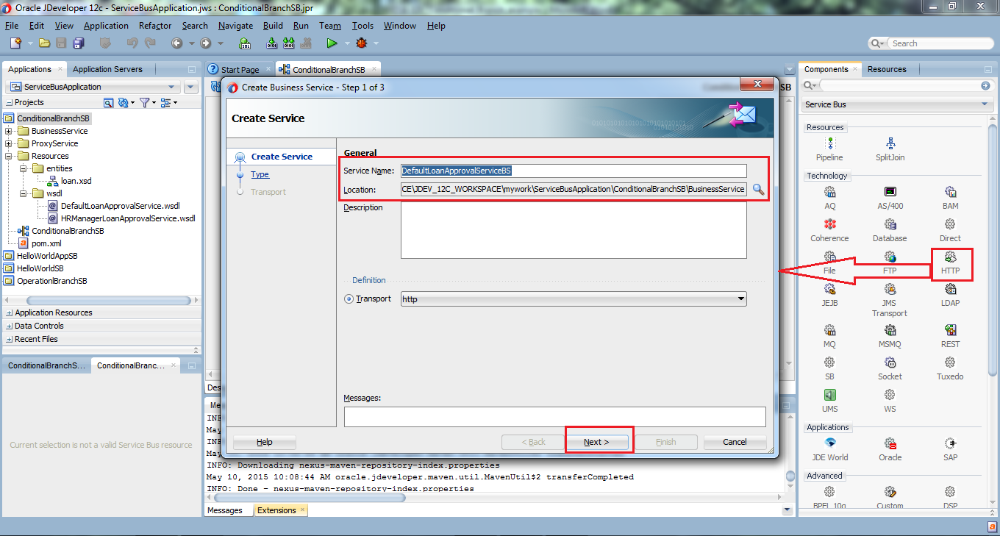 Oracle JDeveloper 12c - ServiceBusApplication.jws : ConditionalBranchSB.jpr
File Edit View Application Refactor Search Navigate Build Run Team Tools Window Help
Search
Applications × Application Servers
ServiceBusApplication
Projects
ConditionalBranchSB
BusinessService
ProxyService
Resources
entities
loan.xsd
wsdl
DefaultLoanApprovalService.wsdl
HRManagerLoanApprovalService.wsdl
ConditionalBranchSB
pom.xml
HelloWorldAppSB
HelloWorldSB
OperationlBranchSB
Application Resources
Data Controls
Recent Files
ConditionalBranchS... ConditionalBranc... ×
Current selection is not a valid Service Bus resource
Start Page × ConditionalBranchSB ×
SB
Create Business Service - Step 1 of 3
Create Service
Create Service
Type
Transport
General
Service Name: DefaultLoanApprovalServiceBS
Location: CE\JDEV_12C_WORKSPACE\mywork\ServiceBusApplication\ConditionalBranchSB\BusinessService
Description
Definition
Transport http
Messages:
Help < Back Next > Finish Cancel
Des
Me
INF
May
INF
May
INFO: Downloading nexus-maven-repository-index.properties
May 10, 2015 10:08:44 AM oracle.jdeveloper.maven.util.MavenUtil$2 transferCompleted
INFO: Done - nexus-maven-repository-index.properties
Messages Extensions ×
Components × Resources
Service Bus
Resources
Pipeline SplitJoin
Technology
AQ AS/400 BAM
Coherence Database Direct
File FTP HTTP
JEJB JMS Transport LDAP
MQ MSMQ REST
SB Socket Tuxedo
UMS WS
Applications
JDE World Oracle SAP
Advanced
BPEL 10g Custom DSP